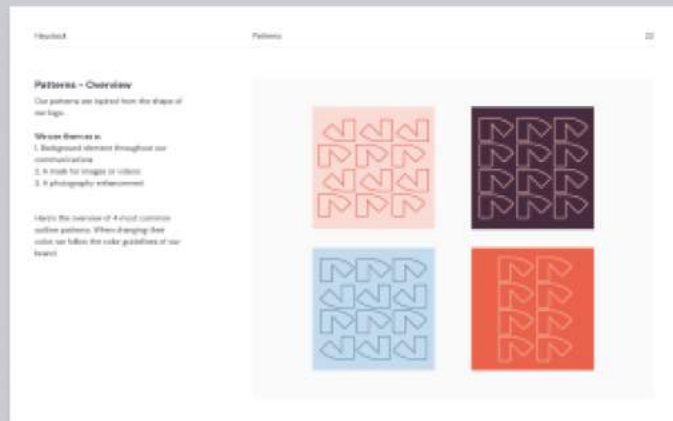 Patterns
22
Patterns - Overview
Our patterns are inspired from the shape of
our logo.
We use them as a:
1. Background element throughout our
communications
2. A mask for images or videos
3. A photography enhancement
Here's the overview of 4 most common
outline patterns. When changing their
color, we follow the color guidelines of our
brand.